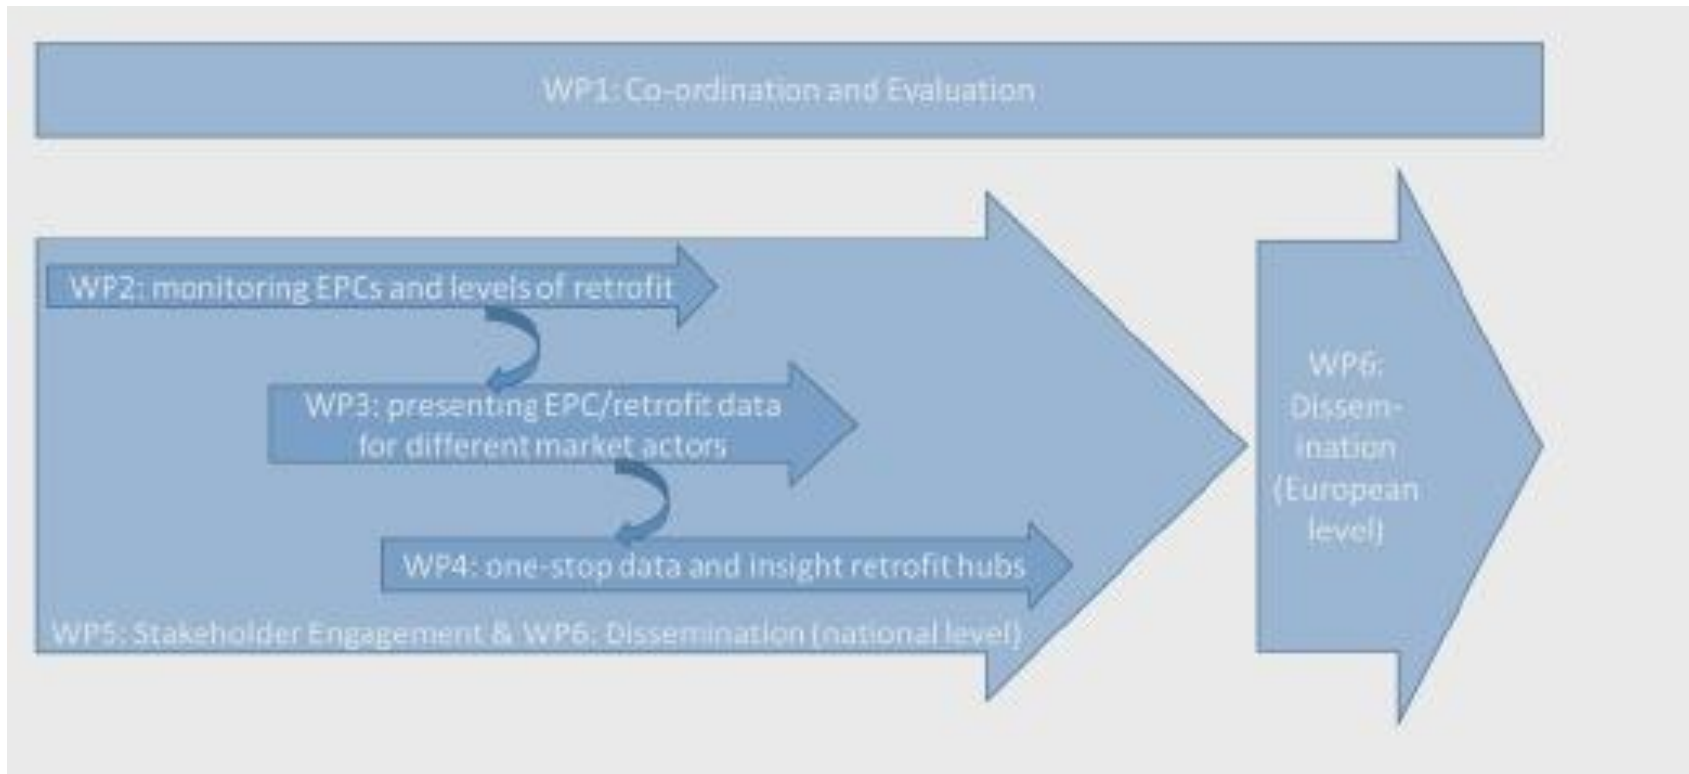 WP1: Co-ordination and Evaluation
WP2: monitoring EPCs and levels of retrofit
WP3: presenting EPC/retrofit data
for different market actors
WP4: one-stop data and insight retrofit hubs
WP5: Stakeholder Engagement & WP6: Dissemination (national level)
WP6:
Dissem-
ination
(European
level)